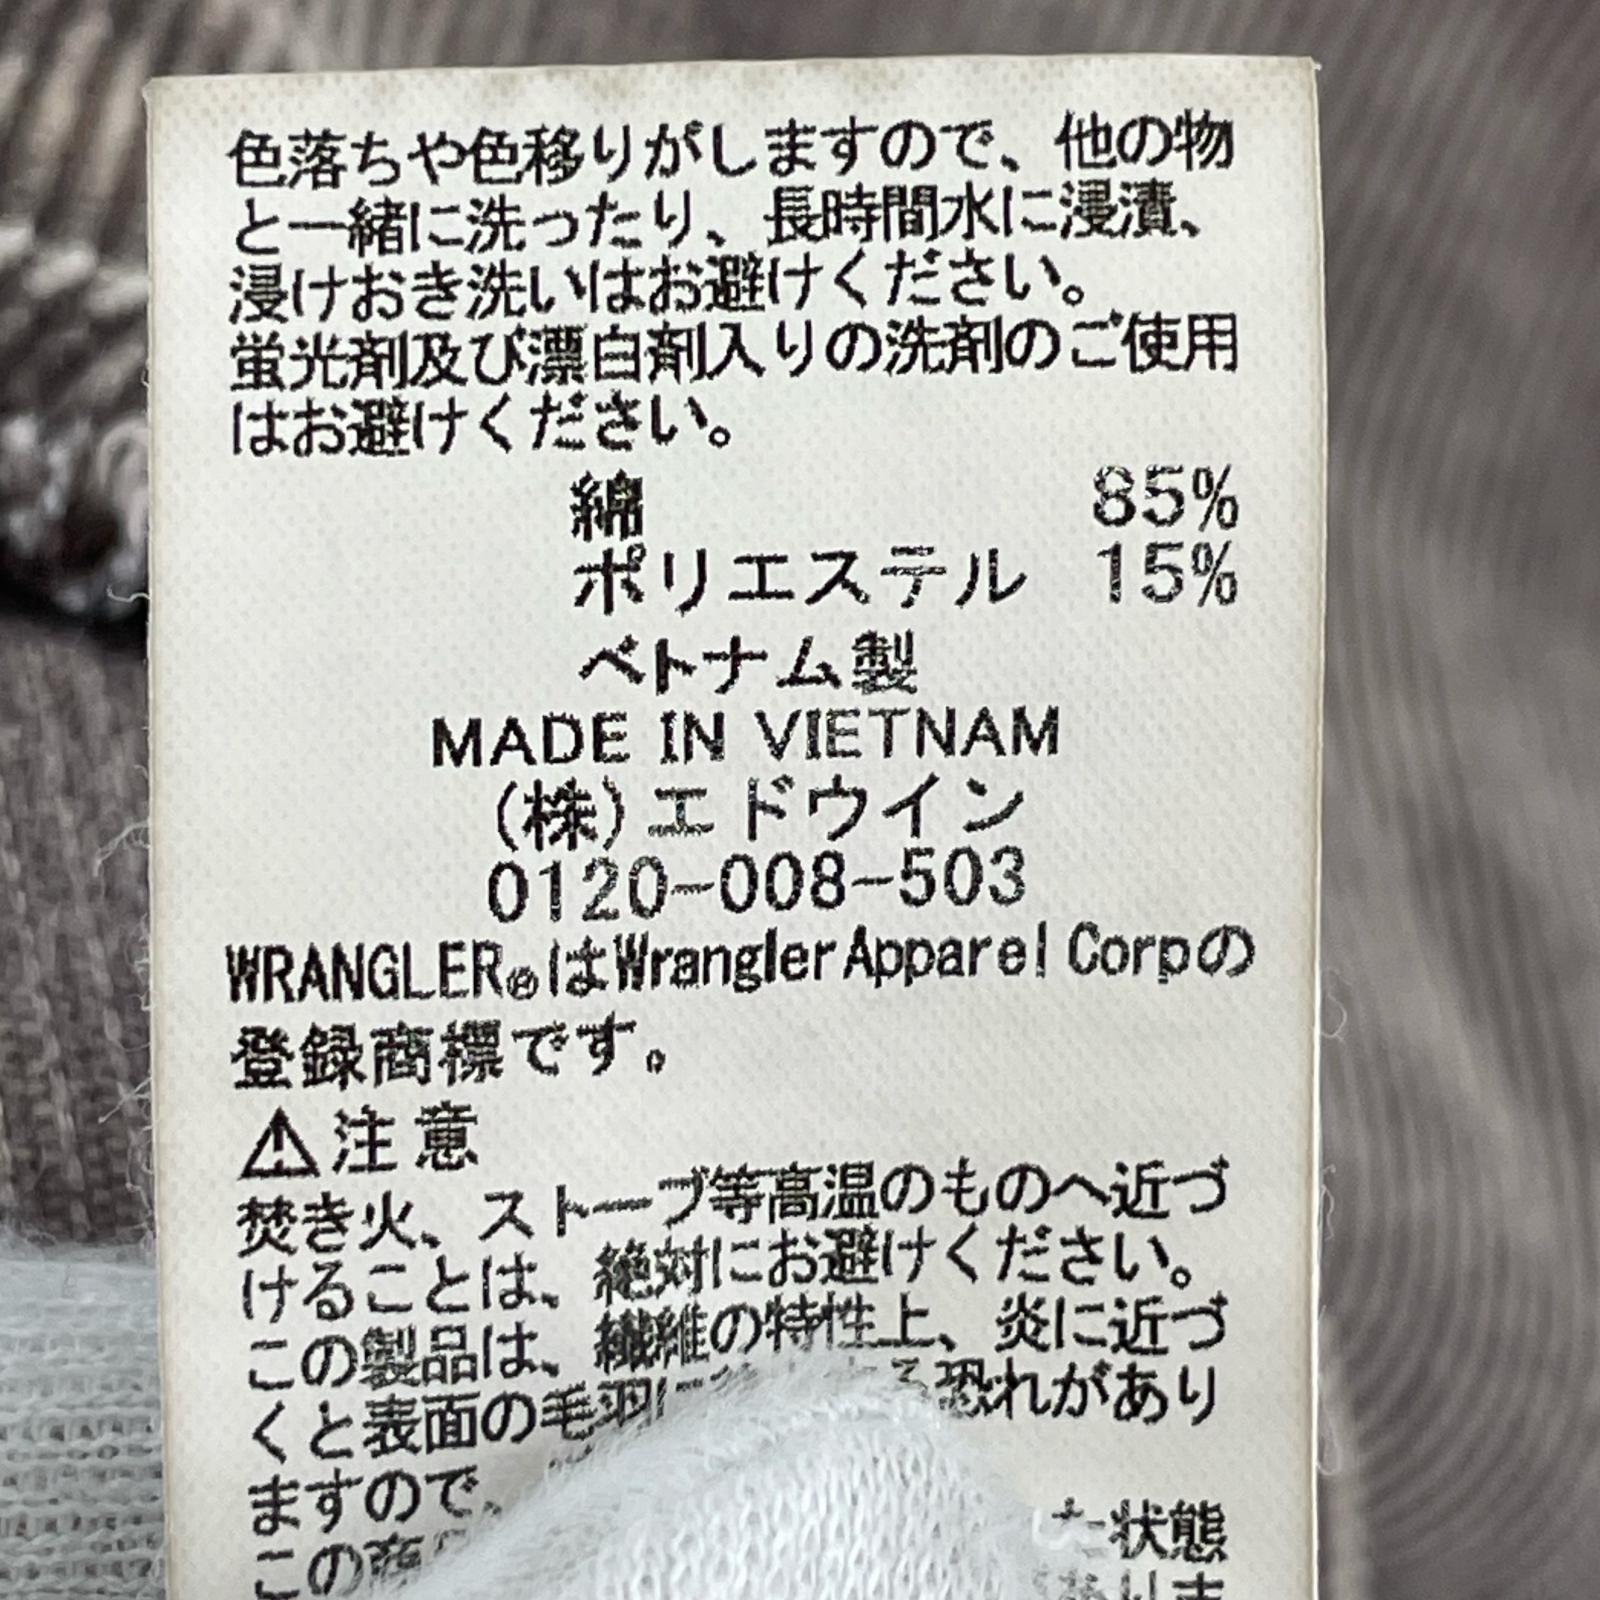 色落ちや色移りがしますので、他の物
と一緒に洗ったり、長時間水に浸漬、
浸けおき洗いはお避けください。
蛍光剤及び漂白剤入りの洗剤のご使用
はお避けください。
綿 85%
ポリエステル 15%
ベトナム製
MADE IN VIETNAM
(株)エドウイン
0120-008-503
WRANGLER®はWrangler Apparel Corpの
登録商標です。
⚠注意
焚き火、ストーブ等高温のものへ近づ
けることは、絶対にお避けください。
この製品は、繊維の特性上、炎に近づ
くと表面の毛羽に 恐れがあり
ますので、 た状態
この商